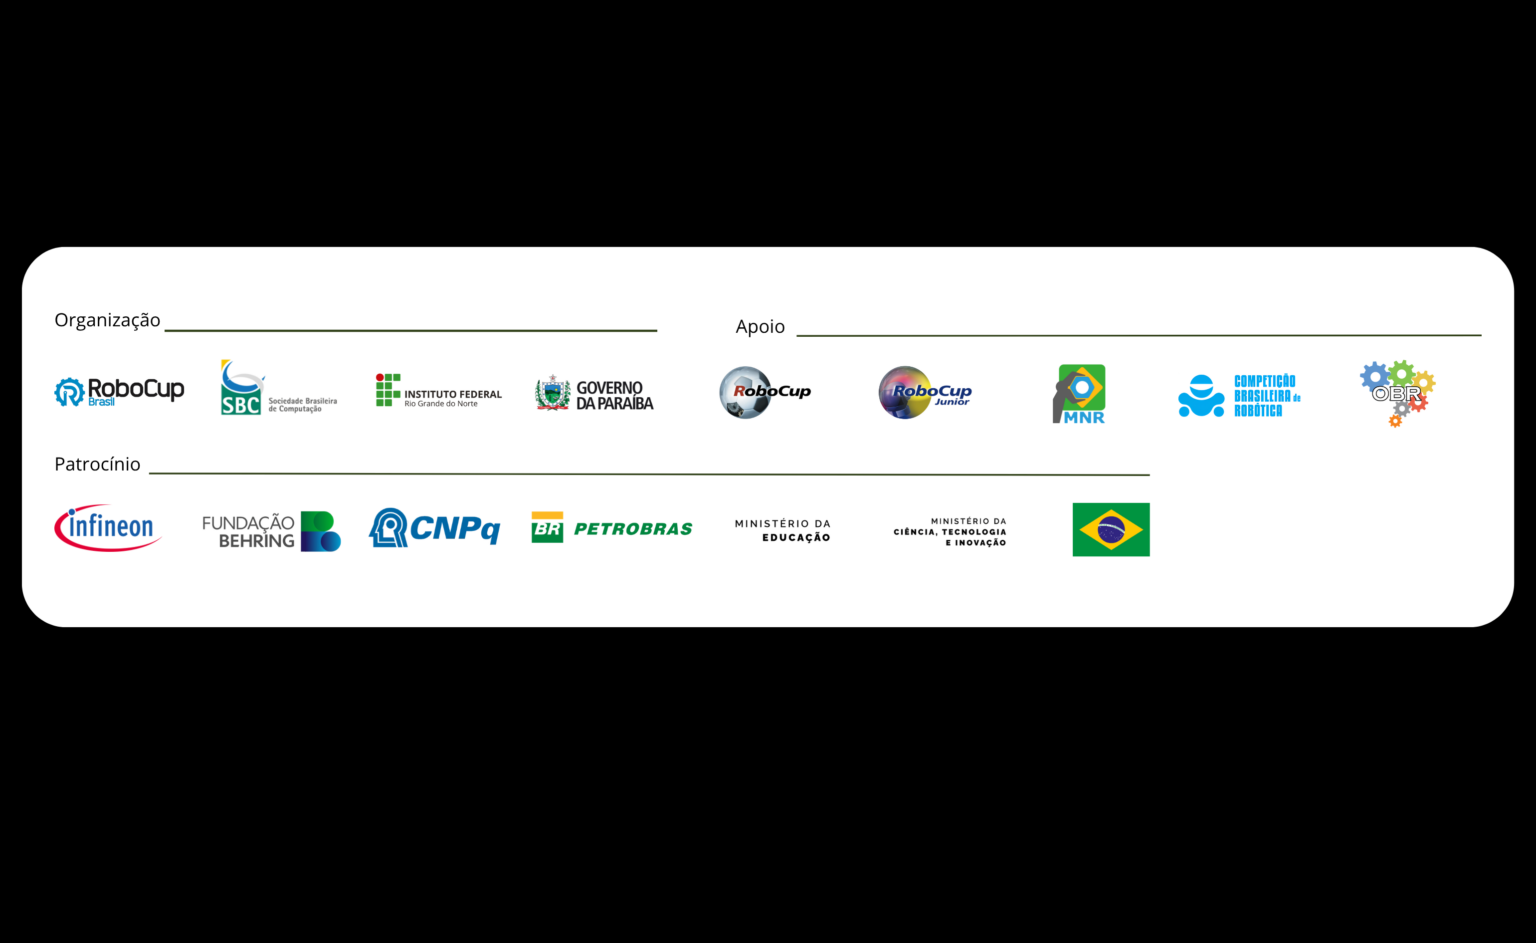 Organização
Apoio
RoboCup
Brasil
SBC
Sociedade Brasileira
de Computação
INSTITUTO FEDERAL
Rio Grande do Norte
GOVERNO
DA PARAÍBA
RoboCup
RoboCup
Junior
MNR
COMPETIÇÃO
BRASILEIRA de
ROBÓTICA
OBR
Patrocínio
infineon
FUNDAÇÃO
BEHRING
CNPq
BR PETROBRAS
MINISTÉRIO DA
EDUCAÇÃO
MINISTÉRIO DA
CIÊNCIA, TECNOLOGIA
E INOVAÇÃO